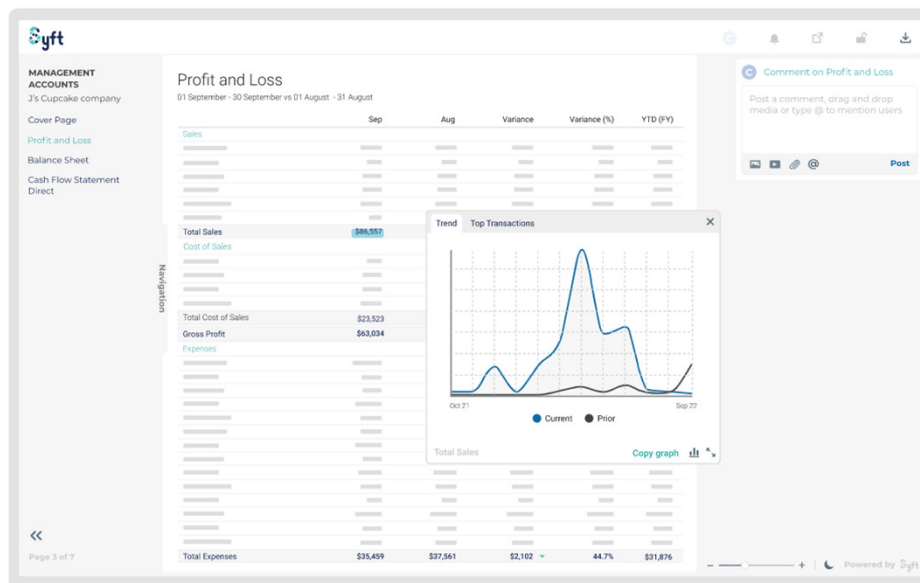 Syft
MANAGEMENT
ACCOUNTS
J's Cupcake company
Cover Page
Profit and Loss
Balance Sheet
Cash Flow Statement
Direct
Page 3 of 7
Navigation
Profit and Loss
01 September - 30 September vs 01 August - 31 August
Sep Aug Variance Variance (%) YTD (FY)
Sales
Total Sales $86,557
Cost of Sales
Total Cost of Sales $23,523
Gross Profit $63,034
Expenses
Total Expenses $35,459 $37,561 $2,102 44.7% $31,876
Trend Top Transactions
Oct 21 Sep 22
Current Prior
Total Sales Copy graph
C
C Comment on Profit and Loss
Post a comment, drag and drop
media or type @ to mention users
@ Post
Powered by Syft